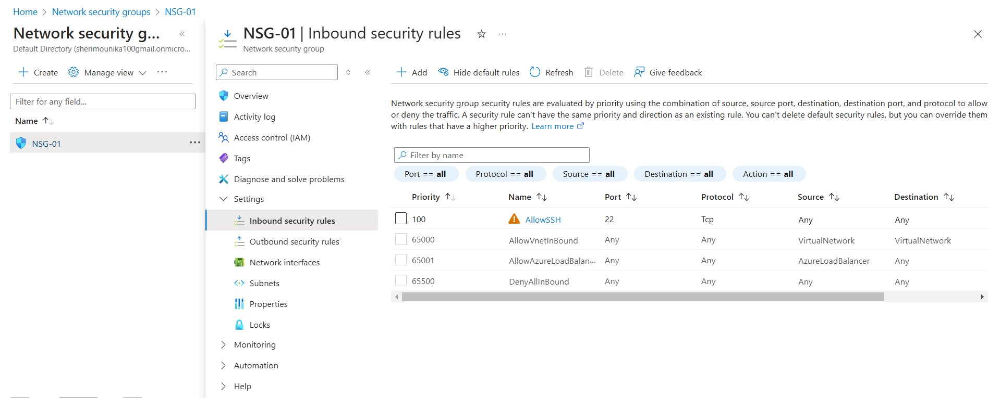 Home > Network security groups > NSG-01
Network security g... «
Default Directory (sherimounika100gmail.onmicro...
+ Create Manage view ...
Filter for any field...
Name ↑↓
NSG-01 ...
NSG-01 | Inbound security rules ☆ ...
Network security group
Search «
Overview
Activity log
Access control (IAM)
Tags
Diagnose and solve problems
Settings
Inbound security rules
Outbound security rules
Network interfaces
Subnets
Properties
Locks
Monitoring
Automation
Help
+ Add Hide default rules Refresh Delete Give feedback
Network security group security rules are evaluated by priority using the combination of source, source port, destination, destination port, and protocol to allow
or deny the traffic. A security rule can't have the same priority and direction as an existing rule. You can't delete default security rules, but you can override them
with rules that have a higher priority. Learn more
Filter by name
Port == all Protocol == all Source == all Destination == all Action == all
Priority ↑↓ Name ↑↓ Port ↑↓ Protocol ↑↓ Source ↑↓ Destination ↑↓
100 AllowSSH 22 Tcp Any Any
65000 AllowVnetInBound Any Any VirtualNetwork VirtualNetwork
65001 AllowAzureLoadBalan... Any Any AzureLoadBalancer Any
65500 DenyAllInBound Any Any Any Any